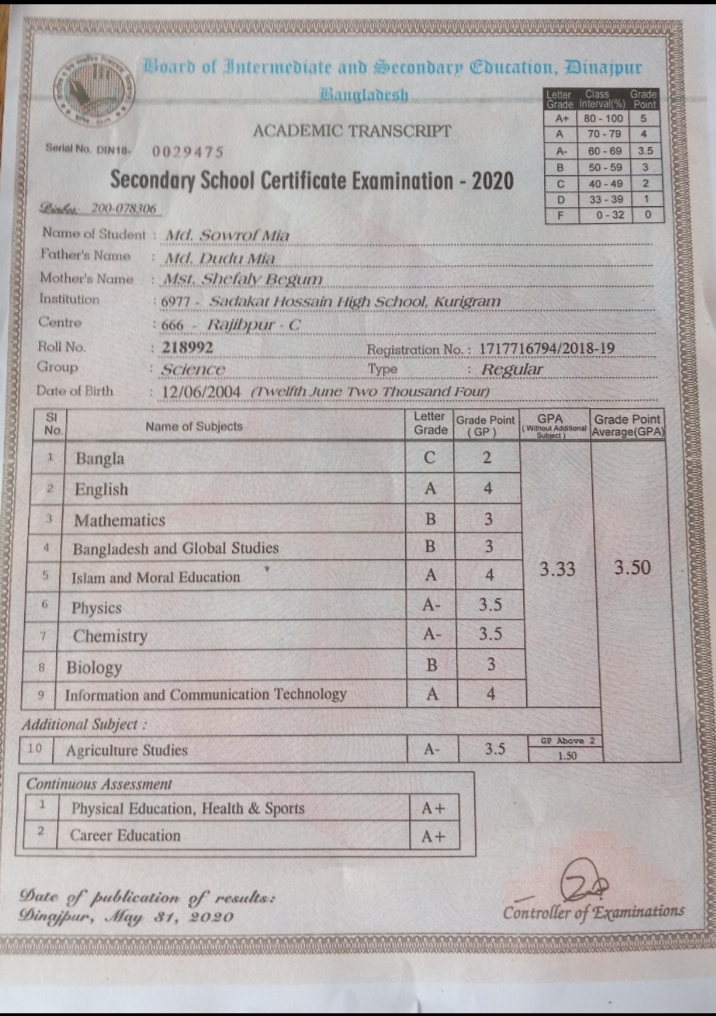 Board of Intermediate and Secondary Education, Dinajpur
Bangladesh
Letter Grade Class Interval(%) Grade Point
A+ 80 - 100 5
A 70 - 79 4
A- 60 - 69 3.5
B 50 - 59 3
C 40 - 49 2
D 33 - 39 1
F 0 - 32 0
ACADEMIC TRANSCRIPT
Serial No. DIN18- 0029475
Secondary School Certificate Examination - 2020
200-078306
Name of Student : Md. Sowrof Mia
Father's Name : Md. Dudu Mia
Mother's Name : Mst. Shefaly Begum
Institution : 6977 - Sadakat Hossain High School, Kurigram
Centre : 666 - Rajibpur - C
Roll No. : 218992 Registration No. : 1717716794/2018-19
Group : Science Type : Regular
Date of Birth : 12/06/2004 (Twelfth June Two Thousand Four)
Sl No. Name of Subjects Letter Grade Grade Point (GP) GPA (Without Additional Subject) Grade Point Average(GPA)
1 Bangla C 2
2 English A 4
3 Mathematics B 3
4 Bangladesh and Global Studies B 3
5 Islam and Moral Education A 4 3.33 3.50
6 Physics A- 3.5
7 Chemistry A- 3.5
8 Biology B 3
9 Information and Communication Technology A 4
Additional Subject :
10 Agriculture Studies A- 3.5 GP Above 2 1.50
Continuous Assessment
1 Physical Education, Health & Sports A+
2 Career Education A+
Date of publication of results:
Dinajpur, May 31, 2020
Controller of Examinations